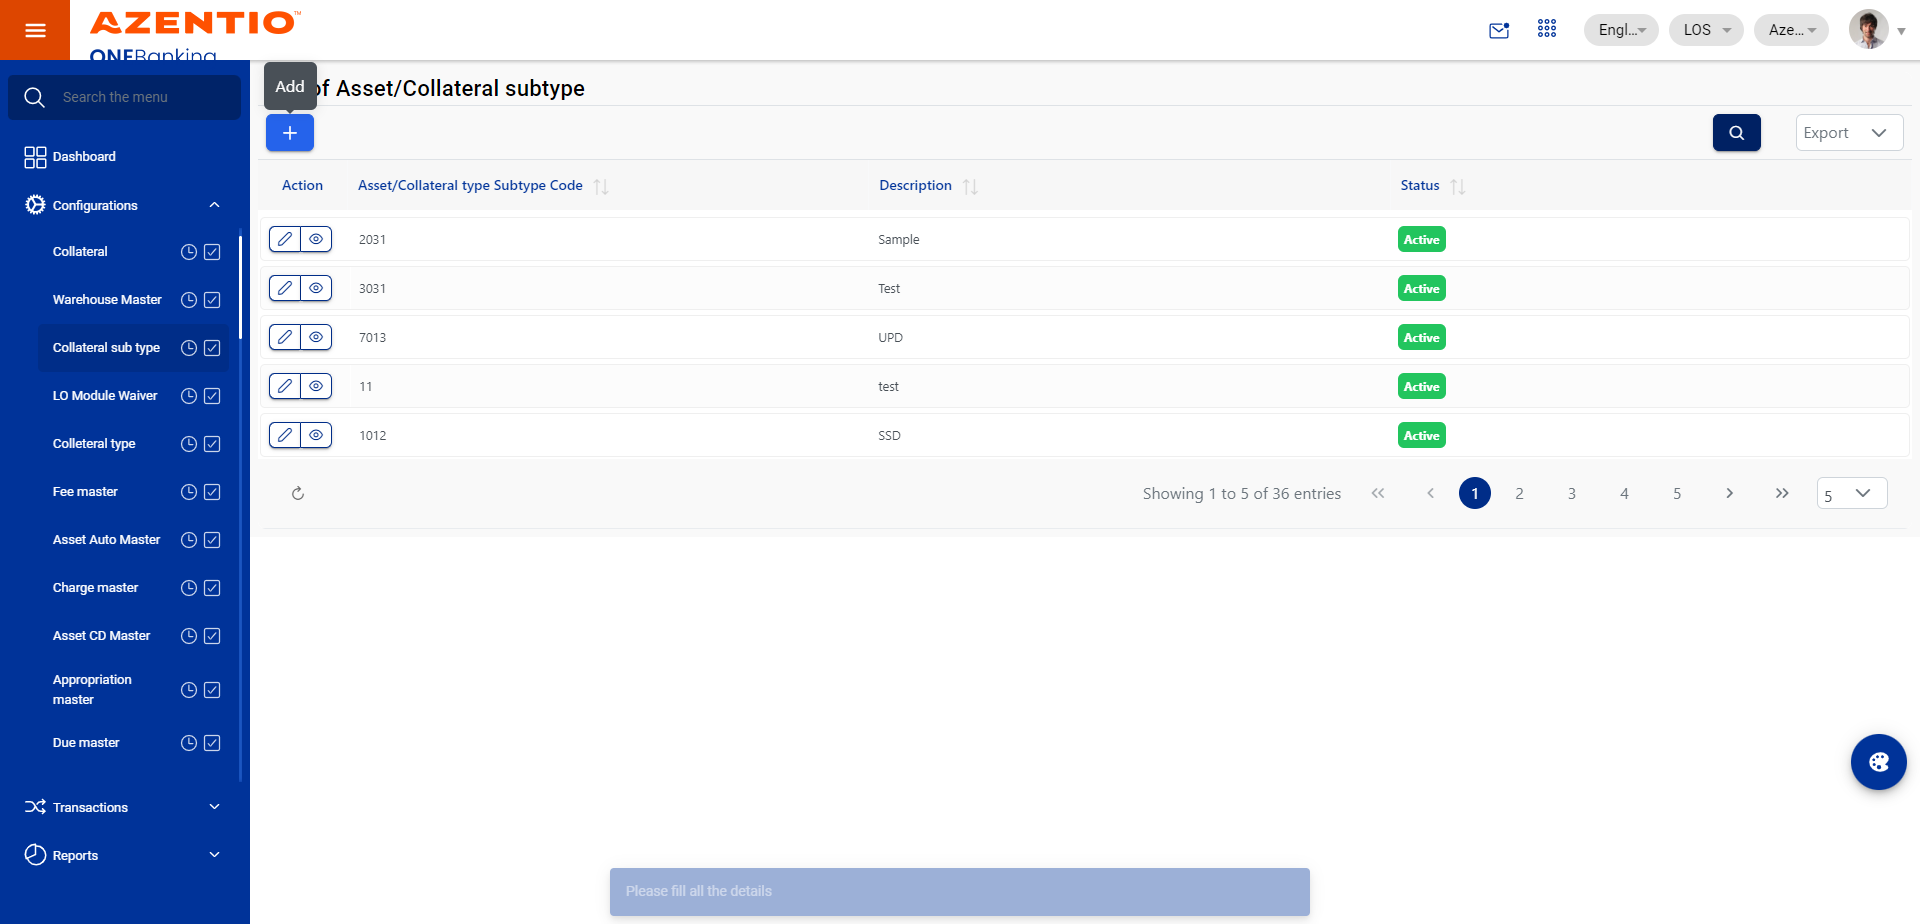 AZENTIO™
ONEBanking
Engl...
LOS
Aze...
Search the menu
Dashboard
Configurations
Collateral
Warehouse Master
Collateral sub type
LO Module Waiver
Colleteral type
Fee master
Asset Auto Master
Charge master
Asset CD Master
Appropriation
master
Due master
Transactions
Reports
Add
of Asset/Collateral subtype
Export
Action
Asset/Collateral type Subtype Code
Description
Status
2031
Sample
Active
3031
Test
Active
7013
UPD
Active
11
test
Active
1012
SSD
Active
Showing 1 to 5 of 36 entries
1
2
3
4
5
5
Please fill all the details